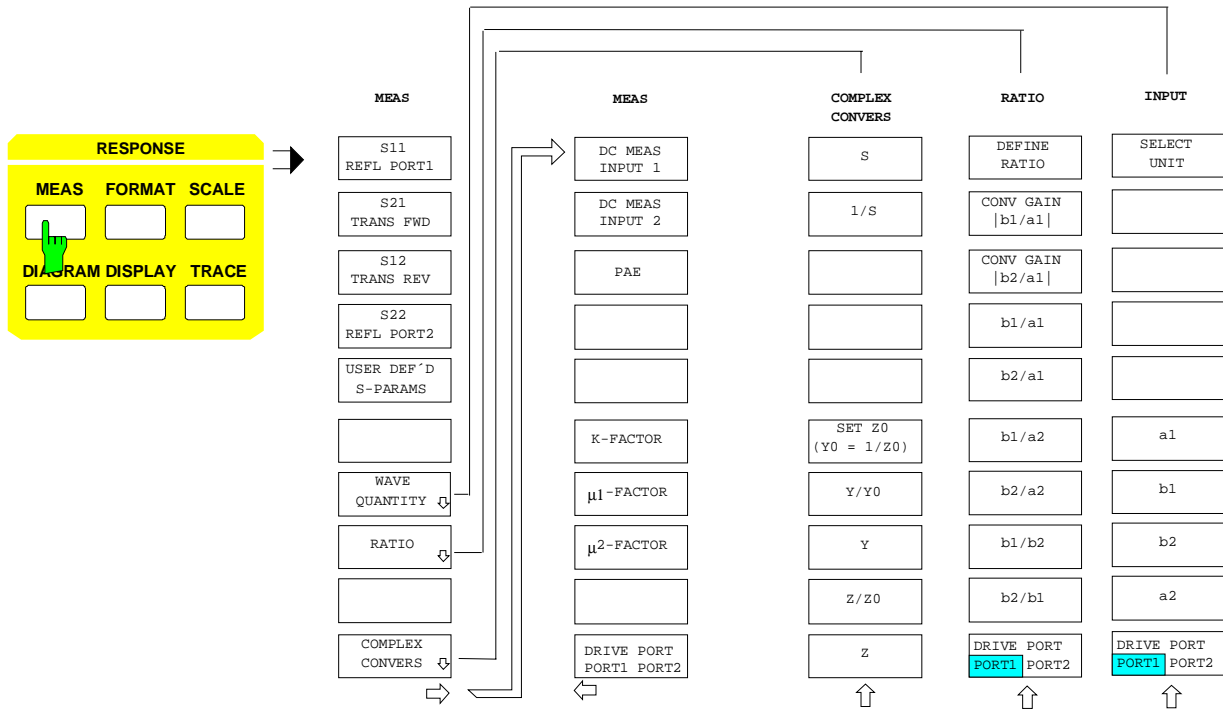 RESPONSE
MEAS FORMAT SCALE
DIAGRAM DISPLAY TRACE
MEAS
S11
REFL PORT1
S21
TRANS FWD
S12
TRANS REV
S22
REFL PORT2
USER DEF´D
S-PARAMS
WAVE
QUANTITY
RATIO
COMPLEX
CONVERS
MEAS
DC MEAS
INPUT 1
DC MEAS
INPUT 2
PAE
K-FACTOR
µ1-FACTOR
µ2-FACTOR
DRIVE PORT
PORT1 PORT2
COMPLEX
CONVERS
S
1/S
SET Z0
(Y0 = 1/Z0)
Y/Y0
Y
Z/Z0
Z
RATIO
DEFINE
RATIO
CONV GAIN
|b1/a1|
CONV GAIN
|b2/a1|
b1/a1
b2/a1
b1/a2
b2/a2
b1/b2
b2/b1
DRIVE PORT
PORT1 PORT2
INPUT
SELECT
UNIT
a1
b1
b2
a2
DRIVE PORT
PORT1 PORT2